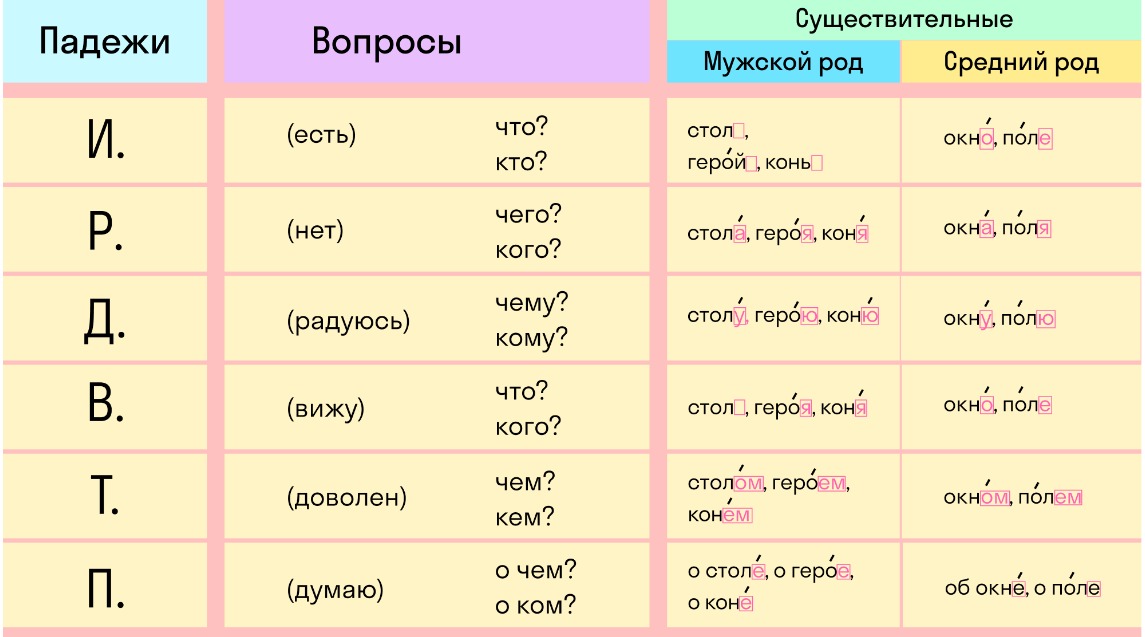 Падежи Вопросы Существительные
Мужской род Средний род
И. (есть) что? кто? стол, герой, конь окно́, по́ле
Р. (нет) чего? кого? стола́, геро́я, коня́ окна́, по́ля
Д. (радуюсь) чему? кому? столу́, геро́ю, коню́ окну́, по́лю
В. (вижу) что? кого? стол, геро́я, коня́ окно́, по́ле
Т. (доволен) чем? кем? столо́м, геро́ем, коне́м окно́м, по́лем
П. (думаю) о чем? о ком? о столе́, о геро́е, о коне́ об окне́, о по́ле